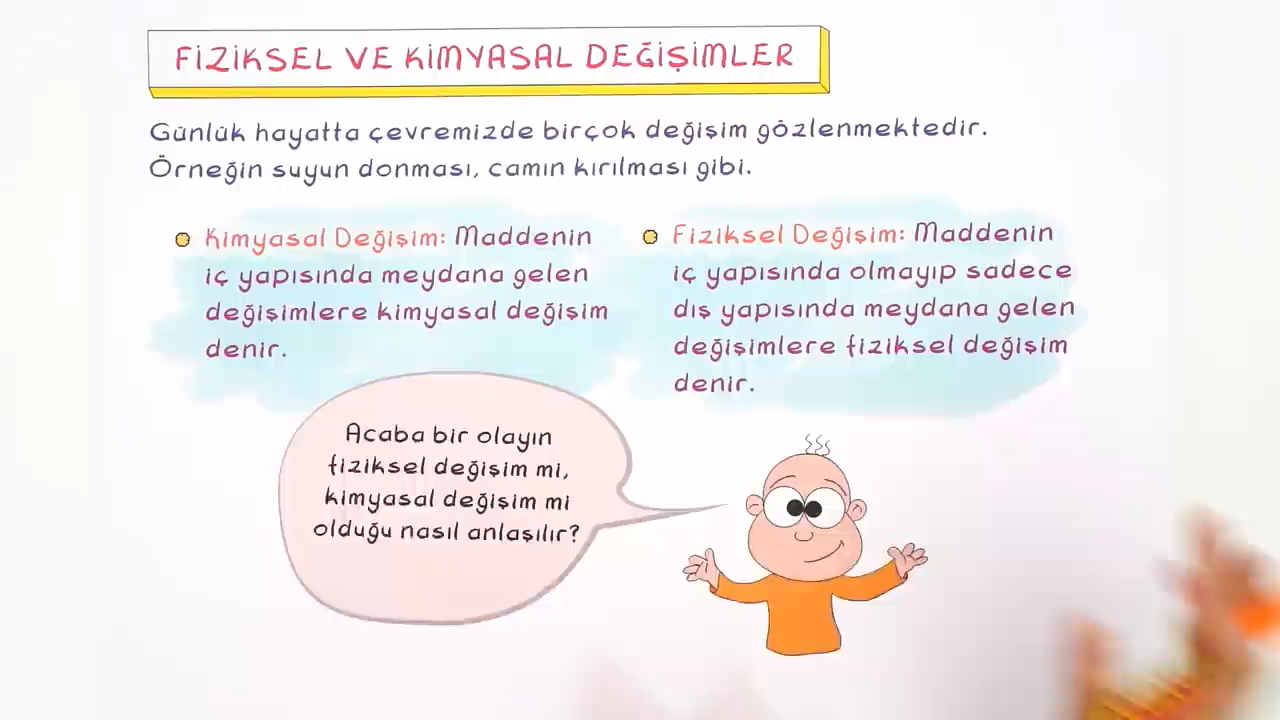 FİZİKSEL VE KİMYASAL DEĞİŞİMLER
Günlük hayatta çevremizde birçok değişim gözlenmektedir.
Örneğin suyun donması, camın kırılması gibi.
Kimyasal Değişim: Maddenin
iç yapısında meydana gelen
değişimlere kimyasal değişim
denir.
Fiziksel Değişim: Maddenin
iç yapısında olmayıp sadece
dış yapısında meydana gelen
değişimlere fiziksel değişim
denir.
Acaba bir olayın
fiziksel değişim mi,
kimyasal değişim mi
olduğu nasıl anlaşılır?